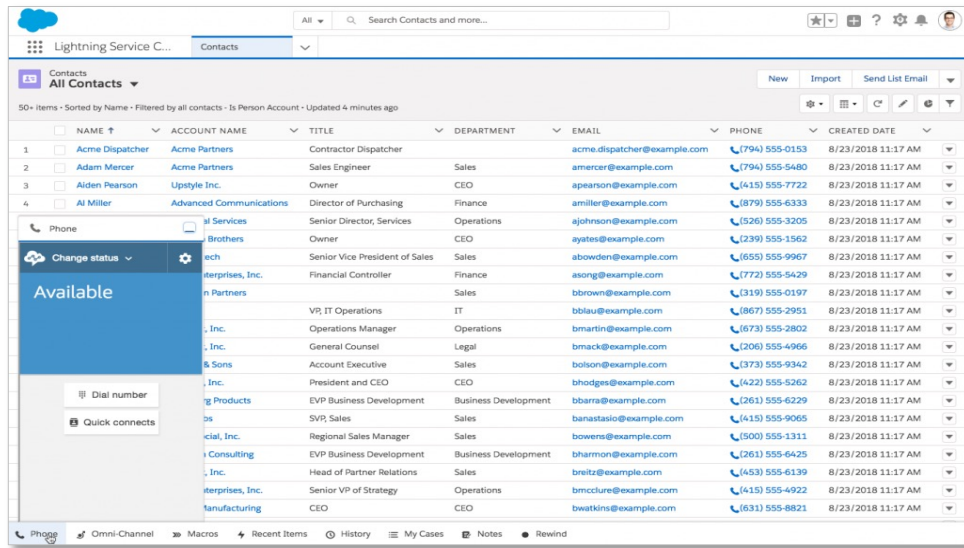 All Search Contacts and more...
Lightning Service C... Contacts
Contacts
All Contacts
New Import Send List Email
50+ items • Sorted by Name • Filtered by all contacts - Is Person Account • Updated 4 minutes ago
NAME ACCOUNT NAME TITLE DEPARTMENT EMAIL PHONE CREATED DATE
1 Acme Dispatcher Acme Partners Contractor Dispatcher acme.dispatcher@example.com (794) 555-0153 8/23/2018 11:17 AM
2 Adam Mercer Acme Partners Sales Engineer Sales amercer@example.com (794) 555-5480 8/23/2018 11:17 AM
3 Aiden Pearson Upstyle Inc. Owner CEO apearson@example.com (415) 555-7722 8/23/2018 11:17 AM
4 Al Miller Advanced Communications Director of Purchasing Finance amiller@example.com (879) 555-6333 8/23/2018 11:17 AM
al Services Senior Director, Services Operations ajohnson@example.com (526) 555-3205 8/23/2018 11:17 AM
Brothers Owner CEO ayates@example.com (239) 555-1562 8/23/2018 11:17 AM
tech Senior Vice President of Sales Sales abowden@example.com (655) 555-9967 8/23/2018 11:17 AM
terprises, Inc. Financial Controller Finance asong@example.com (772) 555-5429 8/23/2018 11:17 AM
n Partners Sales bbrown@example.com (319) 555-0197 8/23/2018 11:17 AM
VP, IT Operations IT bblau@example.com (867) 555-2951 8/23/2018 11:17 AM
, Inc. Operations Manager Operations bmartin@example.com (673) 555-2802 8/23/2018 11:17 AM
, Inc. General Counsel Legal bmack@example.com (206) 555-4966 8/23/2018 11:17 AM
& Sons Account Executive Sales bolson@example.com (373) 555-9342 8/23/2018 11:17 AM
, Inc. President and CEO CEO bhodges@example.com (422) 555-5262 8/23/2018 11:17 AM
rg Products EVP Business Development Business Development bbarra@example.com (261) 555-6229 8/23/2018 11:17 AM
os SVP, Sales Sales banastasio@example.com (415) 555-9065 8/23/2018 11:17 AM
cial, Inc. Regional Sales Manager Sales bowens@example.com (500) 555-1311 8/23/2018 11:17 AM
Consulting EVP Business Development Business Development bharmon@example.com (261) 555-6425 8/23/2018 11:17 AM
, Inc. Head of Partner Relations Sales breitz@example.com (453) 555-6139 8/23/2018 11:17 AM
terprises, Inc. Senior VP of Strategy Operations bmcclure@example.com (415) 555-4922 8/23/2018 11:17 AM
Manufacturing CEO CEO bwatkins@example.com (631) 555-8821 8/23/2018 11:17 AM
Phone
Change status
Available
Dial number
Quick connects
Phone Omni-Channel Macros Recent Items History My Cases Notes Rewind